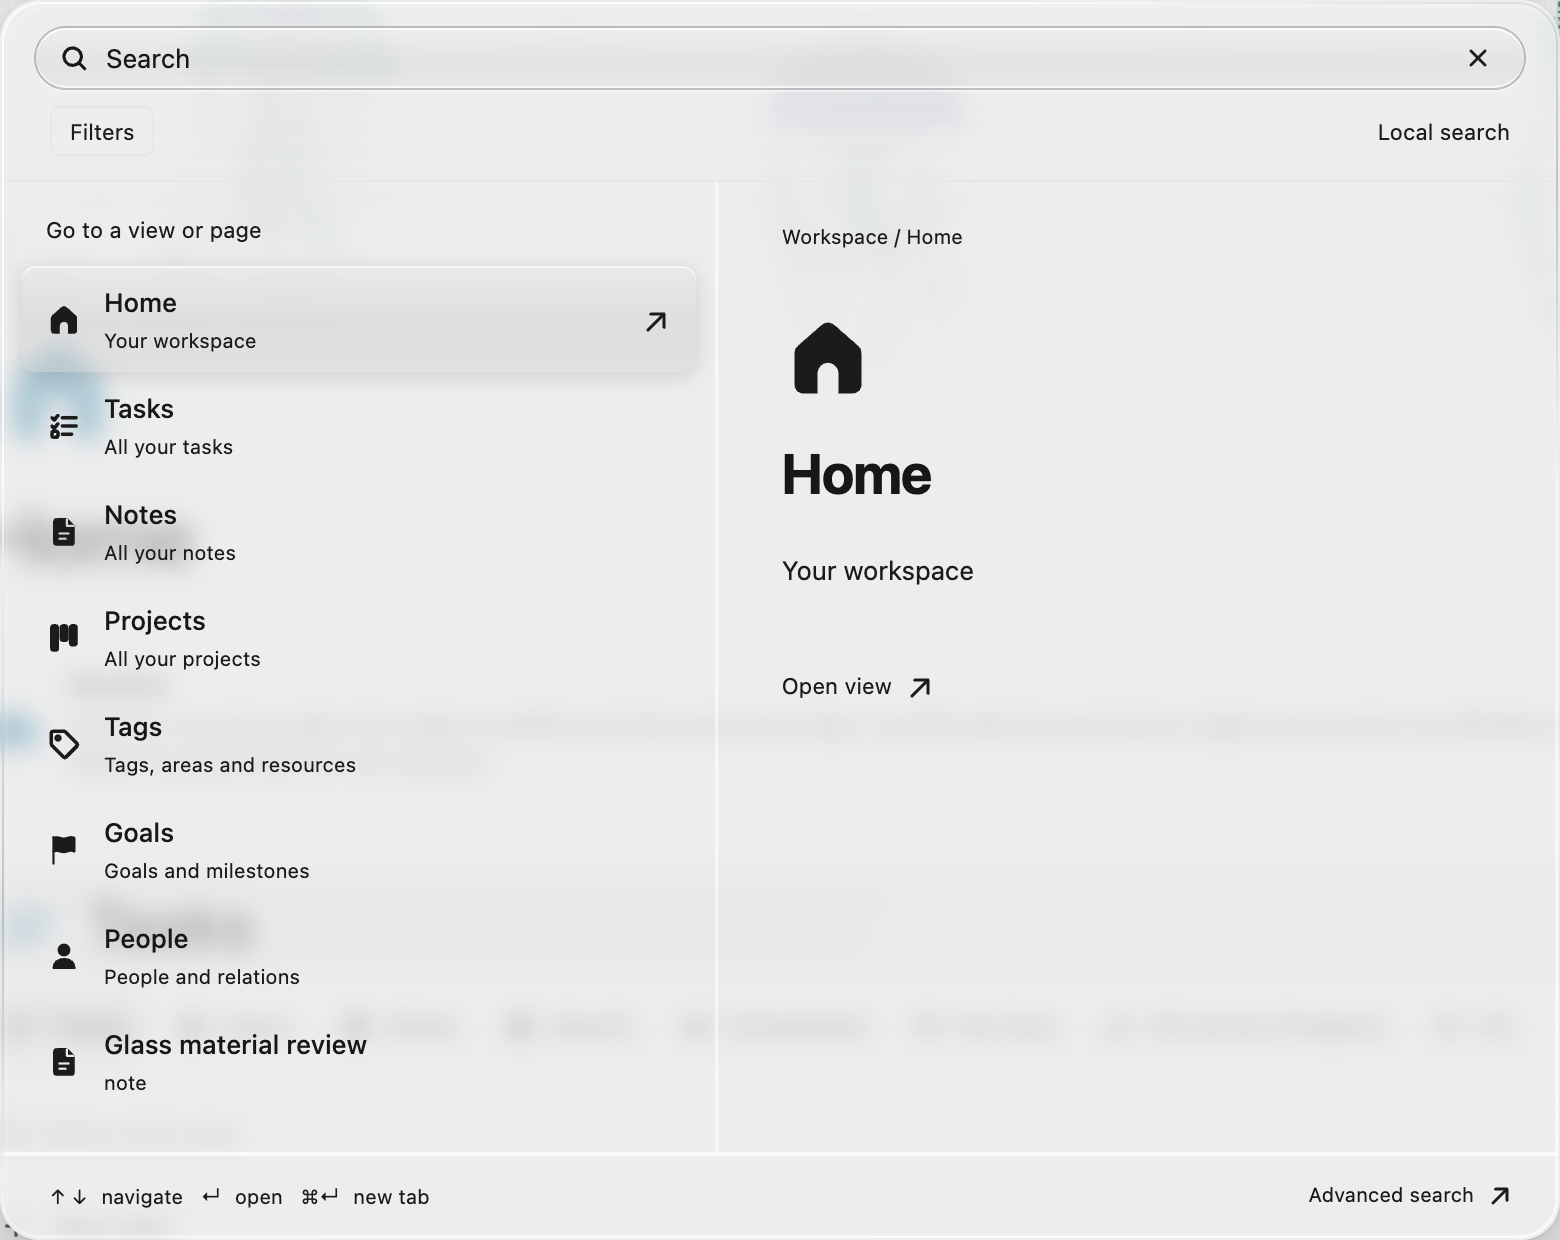 Search
Filters
Local search
Go to a view or page
Home
Your workspace
Tasks
All your tasks
Notes
All your notes
Projects
All your projects
Tags
Tags, areas and resources
Goals
Goals and milestones
People
People and relations
Glass material review
note
Workspace / Home
Home
Your workspace
Open view
↑ ↓ navigate ↵ open ⌘↵ new tab
Advanced search